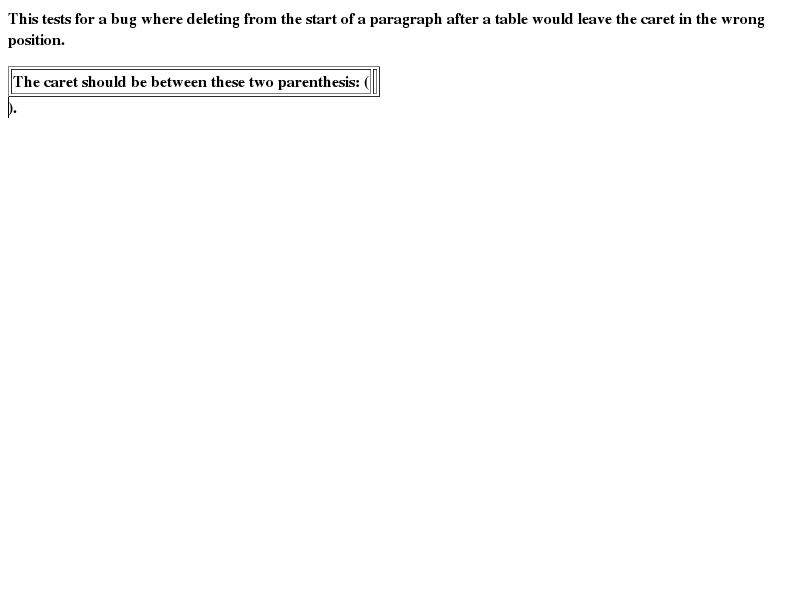 This tests for a bug where deleting from the start of a paragraph after a table would leave the caret in the wrong
position.
The caret should be between these two parenthesis: (
).